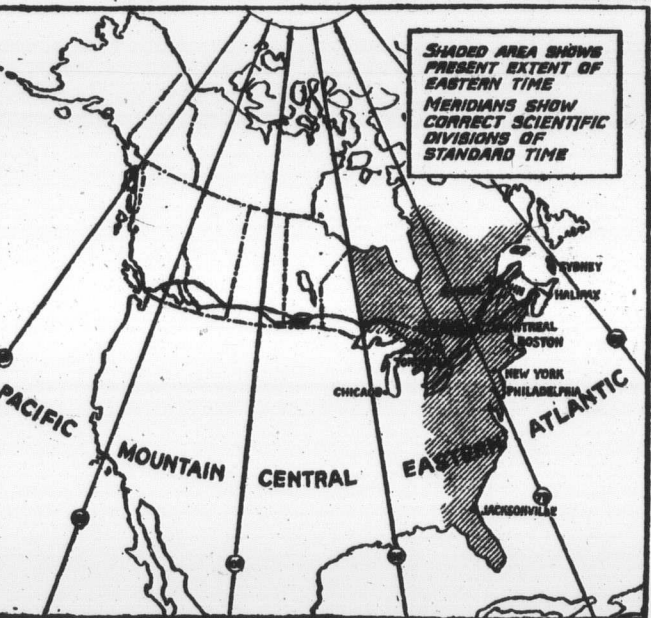 SHADED AREA SHOWS
PRESENT EXTENT OF
EASTERN TIME
MERIDIANS SHOW
CORRECT SCIENTIFIC
DIVISIONS OF
STANDARD TIME
SYDNEY
HALIFAX
MONTREAL
BOSTON
NEW YORK
PHILADELPHIA
CHICAGO
PACIFIC
MOUNTAIN
CENTRAL
EASTERN
ATLANTIC
75
JACKSONVILLE